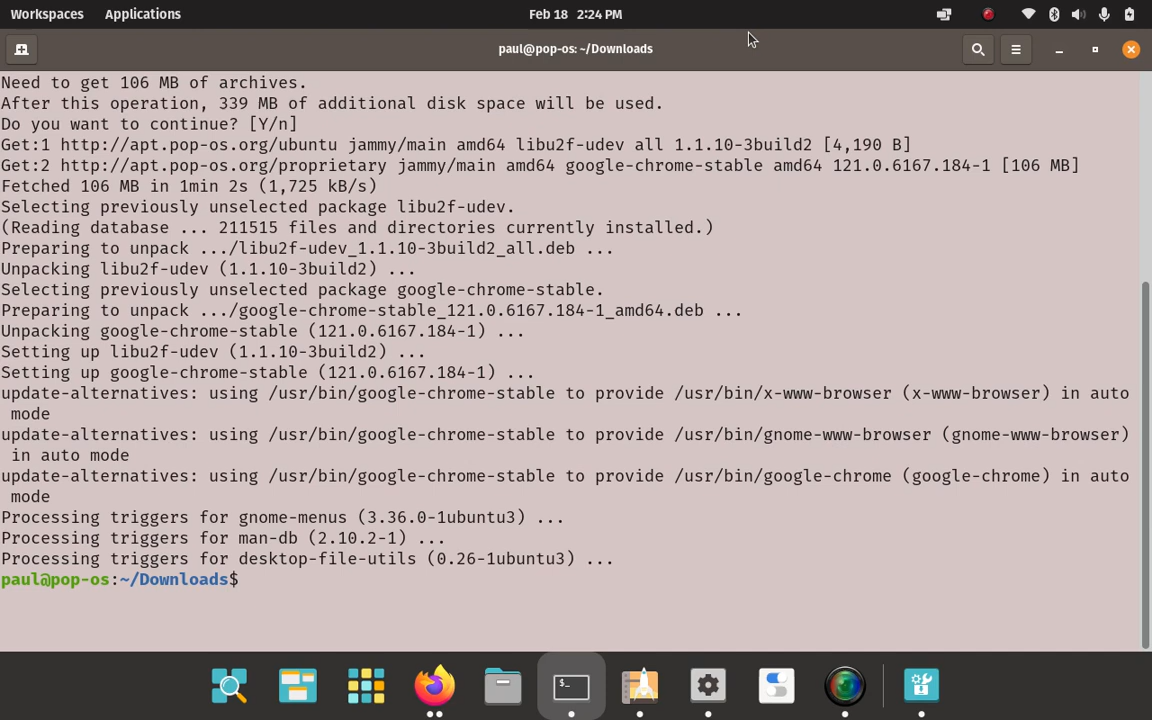 Workspaces Applications Feb 18 2:24 PM
paul@pop-os: ~/Downloads
Need to get 106 MB of archives.
After this operation, 339 MB of additional disk space will be used.
Do you want to continue? [Y/n]
Get:1 http://apt.pop-os.org/ubuntu jammy/main amd64 libu2f-udev all 1.1.10-3build2 [4,190 B]
Get:2 http://apt.pop-os.org/proprietary jammy/main amd64 google-chrome-stable amd64 121.0.6167.184-1 [106 MB]
Fetched 106 MB in 1min 2s (1,725 kB/s)
Selecting previously unselected package libu2f-udev.
(Reading database ... 211515 files and directories currently installed.)
Preparing to unpack .../libu2f-udev_1.1.10-3build2_all.deb ...
Unpacking libu2f-udev (1.1.10-3build2) ...
Selecting previously unselected package google-chrome-stable.
Preparing to unpack .../google-chrome-stable_121.0.6167.184-1_amd64.deb ...
Unpacking google-chrome-stable (121.0.6167.184-1) ...
Setting up libu2f-udev (1.1.10-3build2) ...
Setting up google-chrome-stable (121.0.6167.184-1) ...
update-alternatives: using /usr/bin/google-chrome-stable to provide /usr/bin/x-www-browser (x-www-browser) in auto
mode
update-alternatives: using /usr/bin/google-chrome-stable to provide /usr/bin/gnome-www-browser (gnome-www-browser)
in auto mode
update-alternatives: using /usr/bin/google-chrome-stable to provide /usr/bin/google-chrome (google-chrome) in auto
mode
Processing triggers for gnome-menus (3.36.0-1ubuntu3) ...
Processing triggers for man-db (2.10.2-1) ...
Processing triggers for desktop-file-utils (0.26-1ubuntu3) ...
paul@pop-os:~/Downloads$